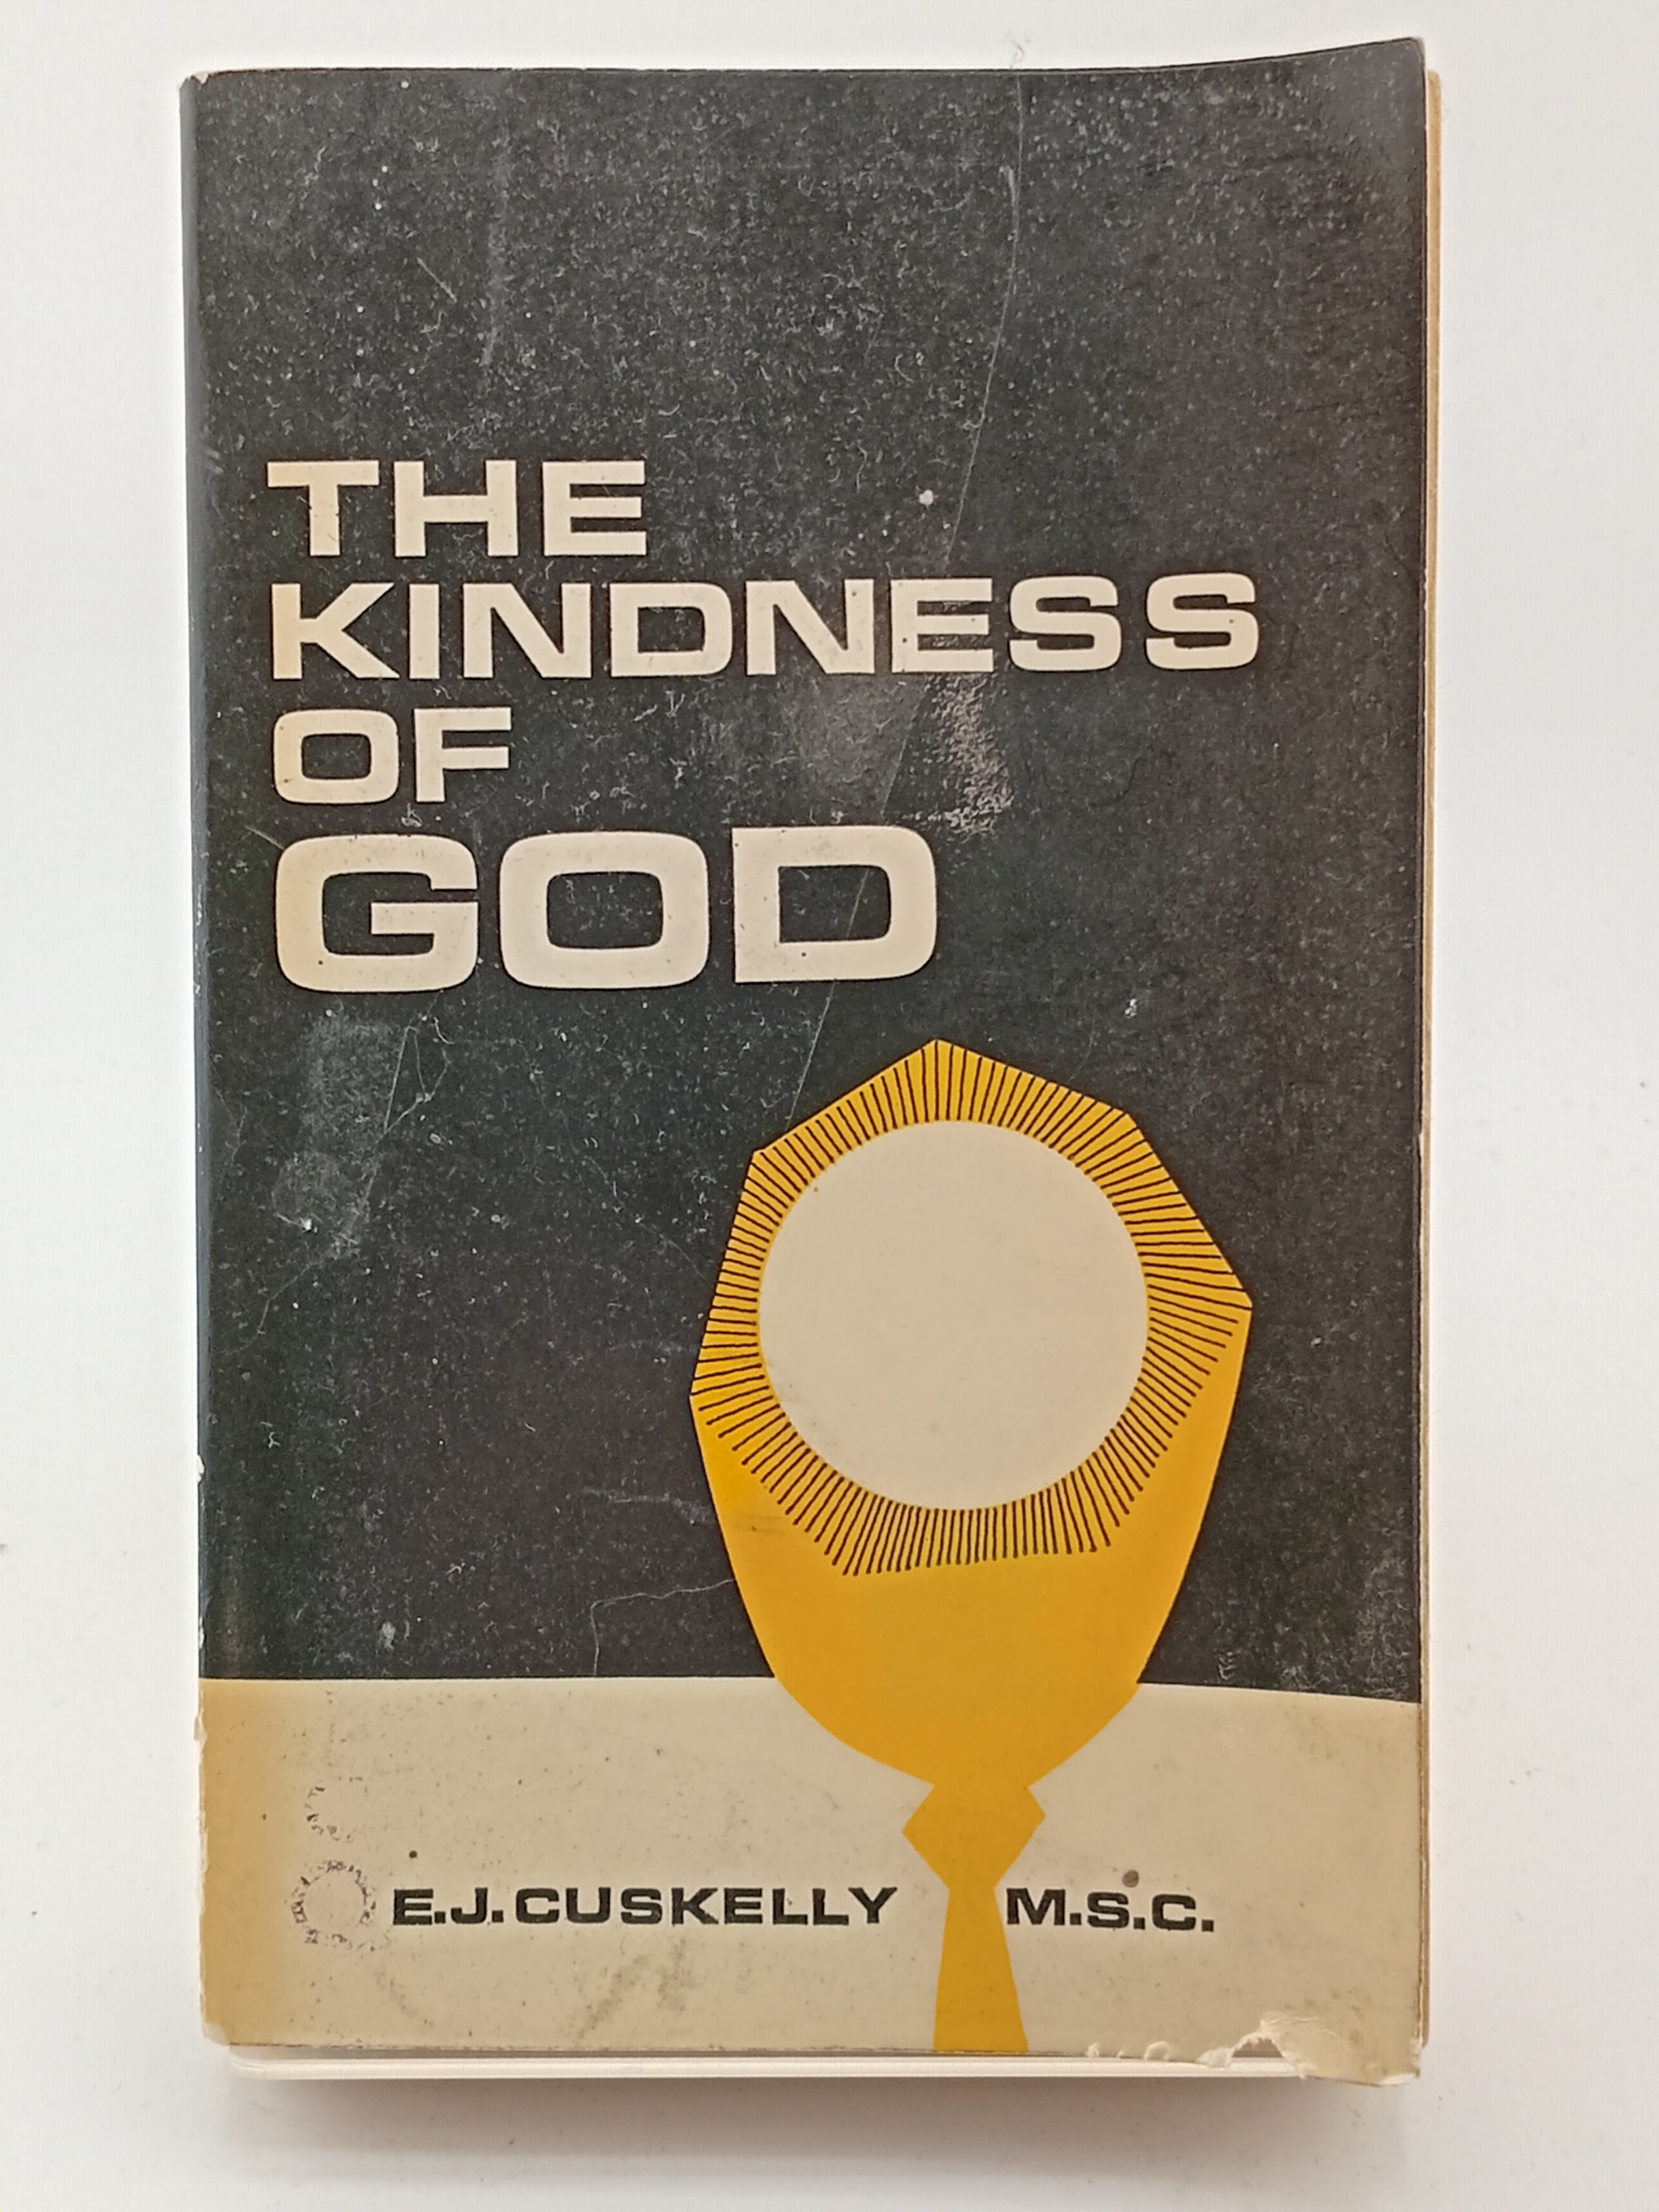 THE
KINDNESS
OF
GOD
E.J. CUSKELLY M.S.C.